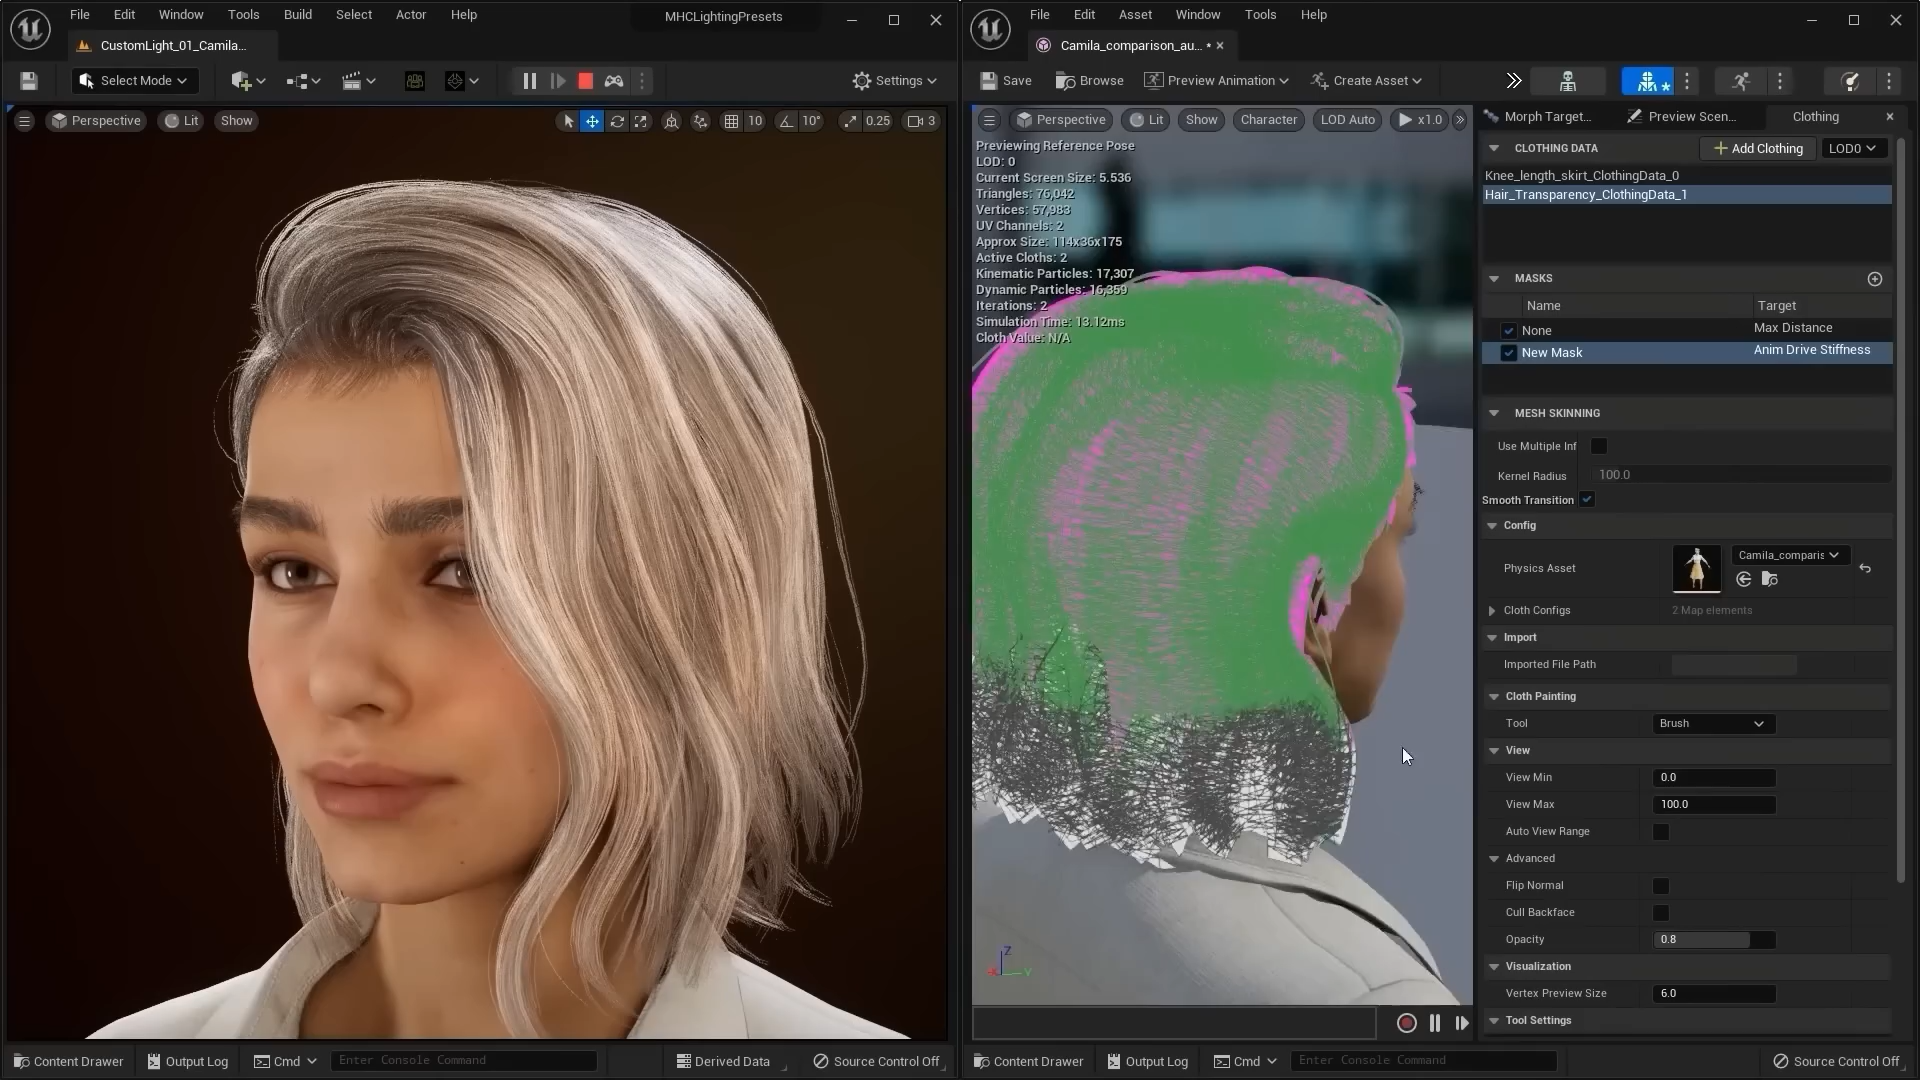 File Edit Window Tools Build Select Actor Help
MHCLightingPresets
CustomLight_01_Camila...
Select Mode
Settings
Perspective Lit Show
10 10° 0.25 3
Content Drawer Output Log Cmd Enter Console Command Derived Data Source Control Off
File Edit Asset Window Tools Help
Camila_comparison_au... •
Save Browse Preview Animation Create Asset
Perspective Lit Show Character LOD Auto x1.0
Previewing Reference Pose
LOD: 0
Current Screen Size: 5.536
Triangles: 76,042
Vertices: 57,983
UV Channels: 2
Approx Size: 114x36x175
Active Cloths: 2
Kinematic Particles: 17,307
Dynamic Particles: 16,359
Iterations: 2
Simulation Time: 13.12ms
Cloth Value: N/A
Z
X
Y
Morph Target... Preview Scen... Clothing
CLOTHING DATA Add Clothing LOD0
Knee_length_skirt_ClothingData_0
Hair_Transparency_ClothingData_1
MASKS
Name Target
None Max Distance
New Mask Anim Drive Stiffness
MESH SKINNING
Use Multiple Inf
Kernel Radius 100.0
Smooth Transition
Config
Physics Asset Camila_comparis
Cloth Configs 2 Map elements
Import
Imported File Path
Cloth Painting
Tool Brush
View
View Min 0.0
View Max 100.0
Auto View Range
Advanced
Flip Normal
Cull Backface
Opacity 0.8
Visualization
Vertex Preview Size 6.0
Tool Settings
Content Drawer Output Log Cmd Enter Console Command Source Control Off